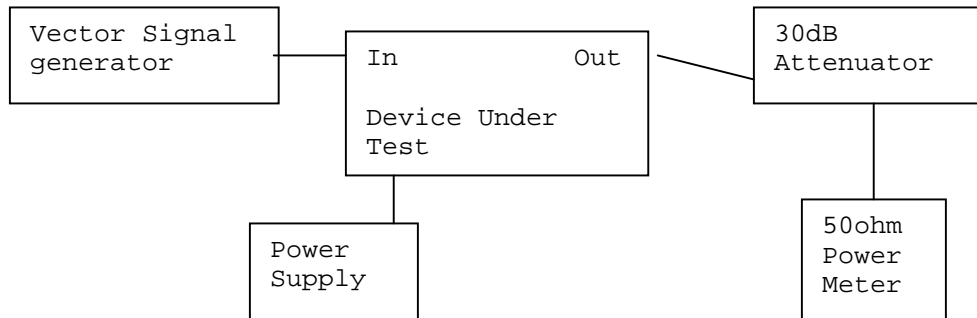 Vector Signal
generator
In Out
Device Under
Test
30dB
Attenuator
Power
Supply
50ohm
Power
Meter